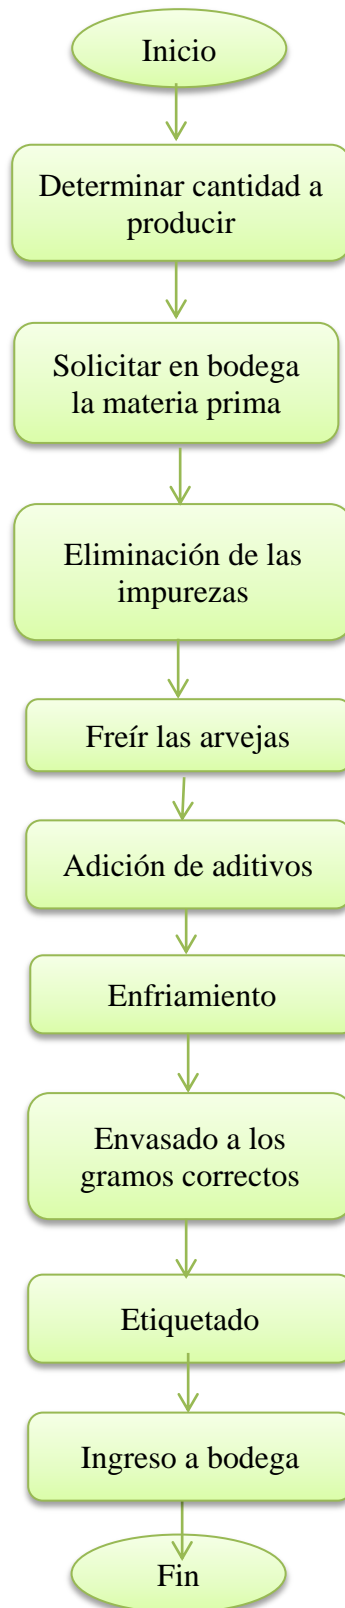 Inicio
Determinar cantidad a
producir
Solicitar en bodega
la materia prima
Eliminación de las
impurezas
Freír las arvejas
Adición de aditivos
Enfriamiento
Envasado a los
gramos correctos
Etiquetado
Ingreso a bodega
Fin